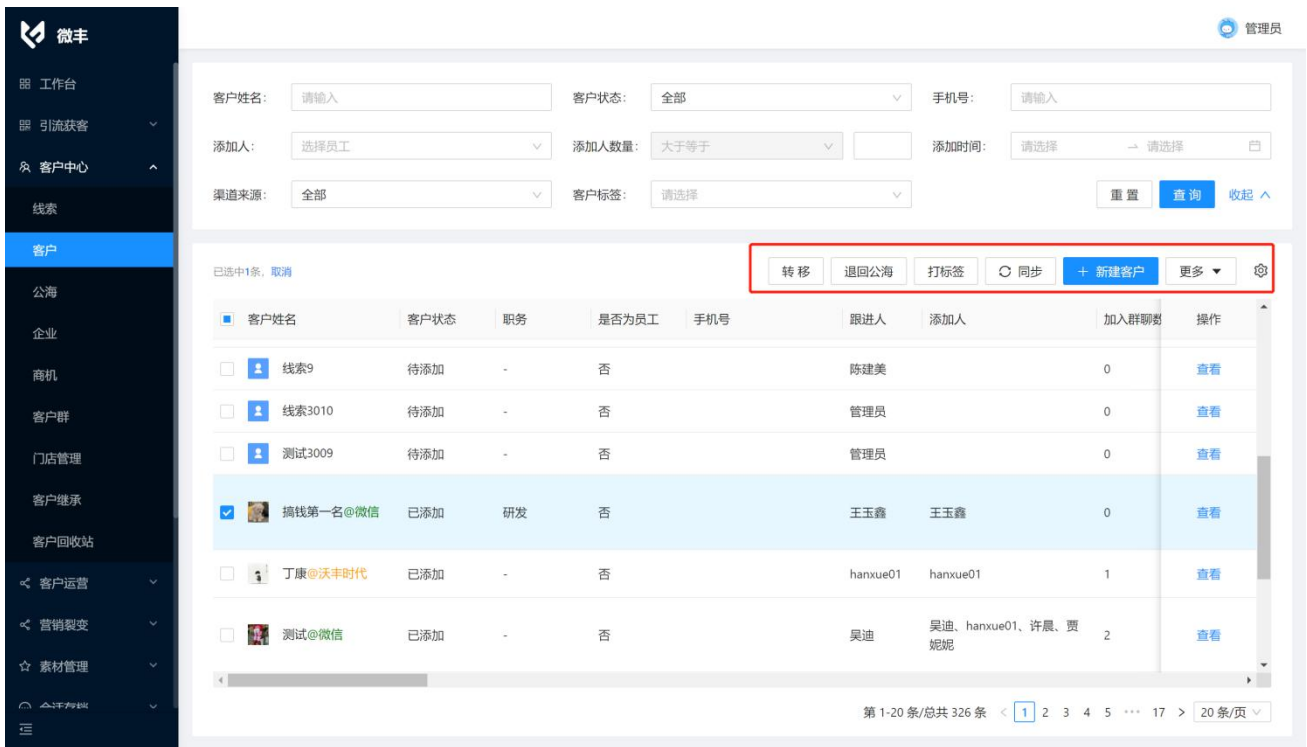 微丰
管理员
工作台
引流获客
客户中心
线索
客户
公海
企业
商机
客户群
门店管理
客户继承
客户回收站
客户运营
营销裂变
素材管理
会话存档
客户姓名: 请输入 客户状态: 全部 手机号: 请输入
添加人: 选择员工 添加人数量: 大于等于 添加时间: 请选择 → 请选择
渠道来源: 全部 客户标签: 请选择 重置 查询 收起
已选中1条, 取消 转移 退回公海 打标签 同步 + 新建客户 更多
客户姓名 客户状态 职务 是否为员工 手机号 跟进人 添加人 加入群聊数 操作
线索9 待添加 - 否 陈建美 0 查看
线索3010 待添加 - 否 管理员 0 查看
测试3009 待添加 - 否 管理员 0 查看
搞钱第一名@微信 已添加 研发 否 王玉鑫 王玉鑫 0 查看
丁康@沃丰时代 已添加 - 否 hanxue01 hanxue01 1 查看
测试@微信 已添加 - 否 吴迪 吴迪、hanxue01、许晨、贾 2 查看
妮妮
第 1-20 条/总共 326 条 < 1 2 3 4 5 ··· 17 > 20 条/页